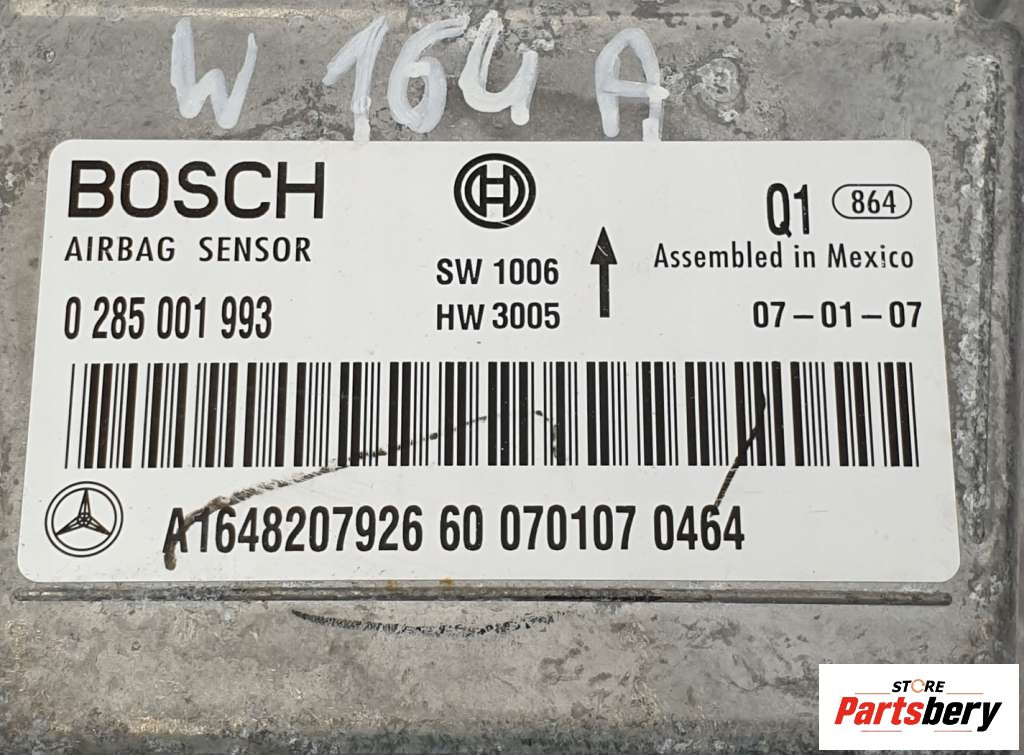 W 164 A
BOSCH
AIRBAG SENSOR
0 285 001 993
SW 1006
HW 3005
Q1 864
Assembled in Mexico
07-01-07
A1648207926 60 070107 0464
STORE
Partsbery